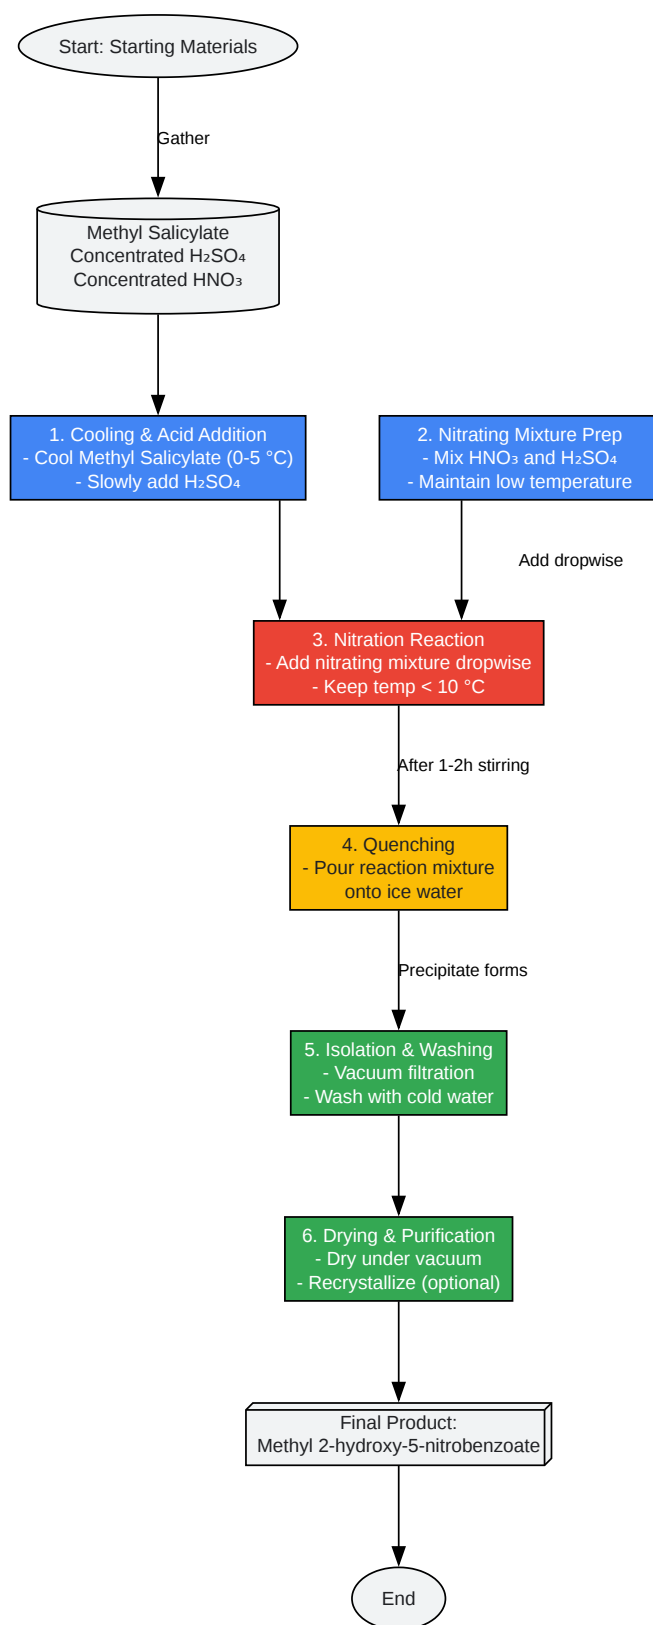 Start: Starting Materials
Gather
Methyl Salicylate
Concentrated H₂SO₄
Concentrated HNO₃
1. Cooling & Acid Addition
- Cool Methyl Salicylate (0-5 °C)
- Slowly add H₂SO₄
2. Nitrating Mixture Prep
- Mix HNO₃ and H₂SO₄
- Maintain low temperature
Add dropwise
3. Nitration Reaction
- Add nitrating mixture dropwise
- Keep temp < 10 °C
After 1-2h stirring
4. Quenching
- Pour reaction mixture
onto ice water
Precipitate forms
5. Isolation & Washing
- Vacuum filtration
- Wash with cold water
6. Drying & Purification
- Dry under vacuum
- Recrystallize (optional)
Final Product:
Methyl 2-hydroxy-5-nitrobenzoate
End